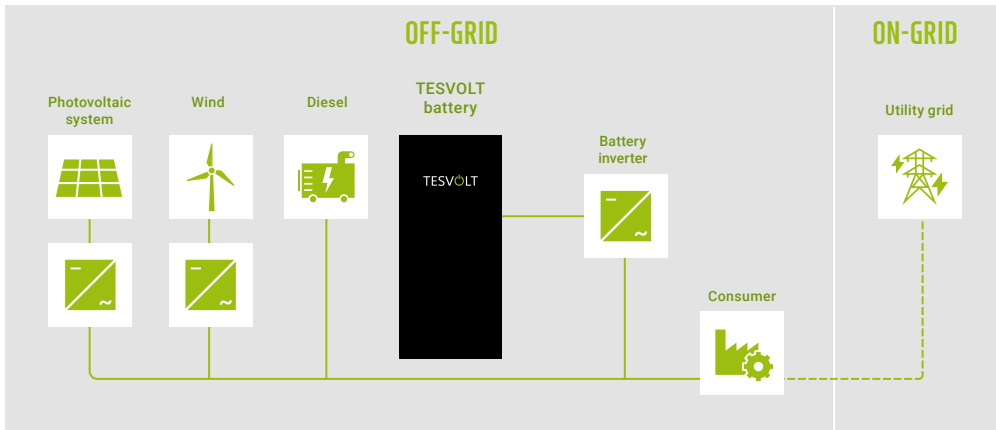 OFF-GRID
ON-GRID
Photovoltaic
system
Wind
Diesel
TESVOLT
battery
Battery
inverter
Utility grid
TESVOLT
Consumer